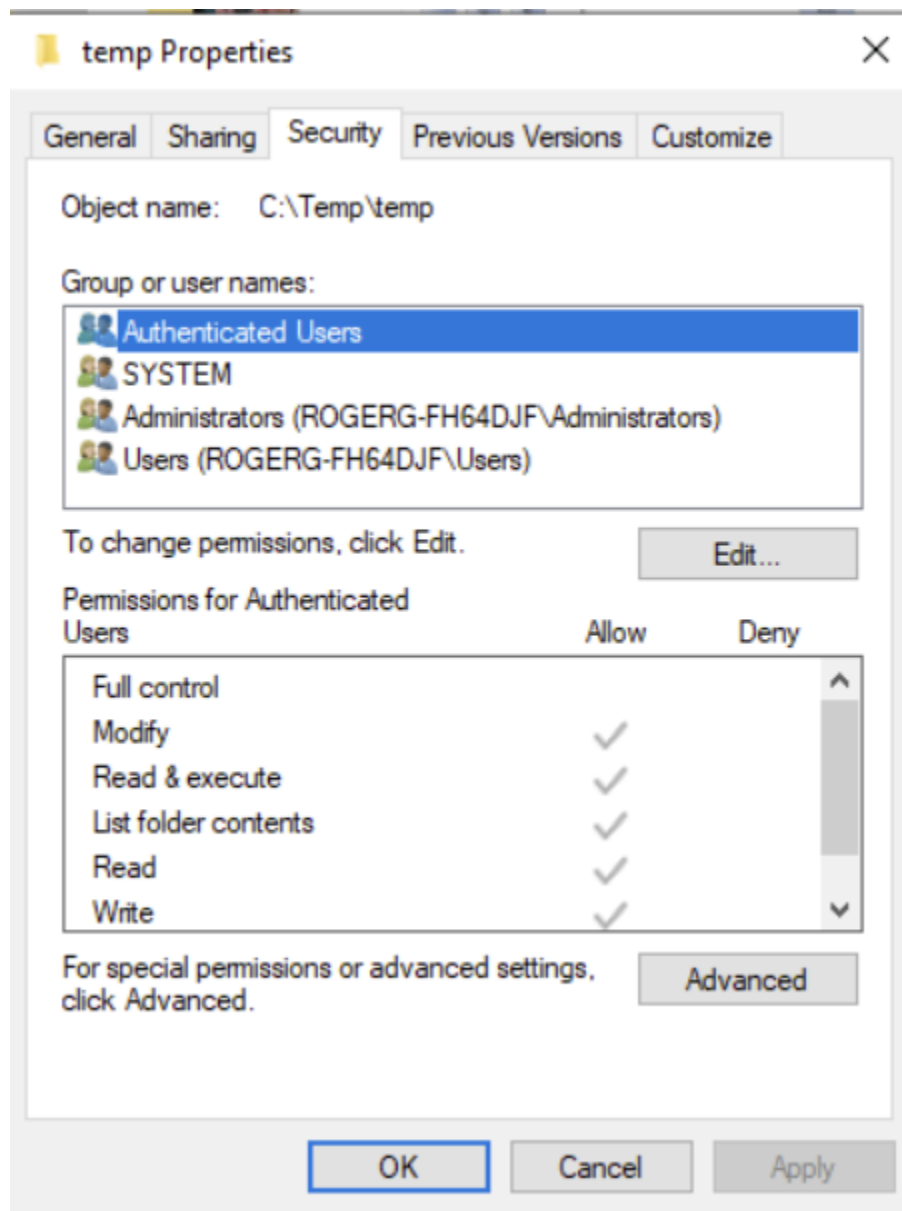 temp Properties
General Sharing Security Previous Versions Customize
Object name: C:\Temp\temp
Group or user names:
Authenticated Users
SYSTEM
Administrators (ROGERG-FH64DJF\Administrators)
Users (ROGERG-FH64DJF\Users)
To change permissions, click Edit.
Edit...
Permissions for Authenticated
Users Allow Deny
Full control
Modify
Read & execute
List folder contents
Read
Write
For special permissions or advanced settings,
click Advanced.
Advanced
OK Cancel Apply